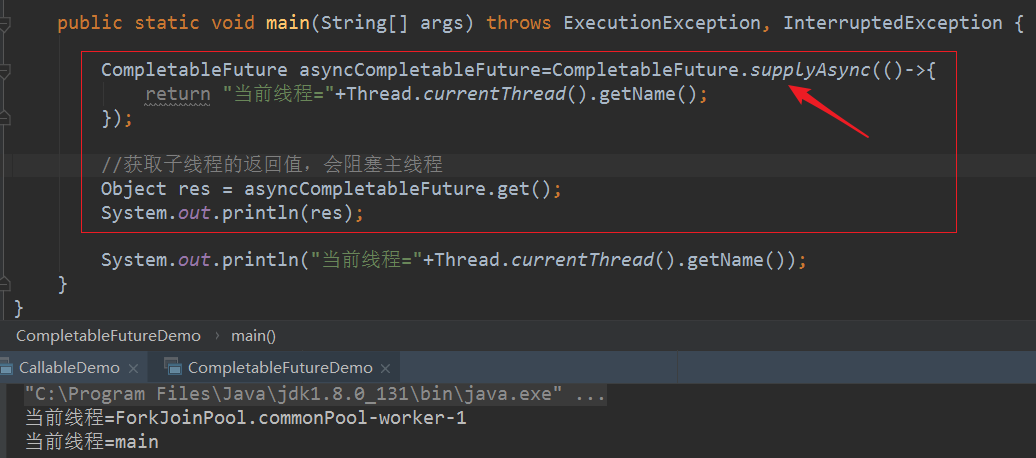 public static void main(String[] args) throws ExecutionException, InterruptedException {
CompletableFuture asyncCompletableFuture=CompletableFuture.supplyAsync(()->{
return "当前线程="+Thread.currentThread().getName();
});
//获取子线程的返回值，会阻塞主线程
Object res = asyncCompletableFuture.get();
System.out.println(res);
System.out.println("当前线程="+Thread.currentThread().getName());
}
}
CompletableFutureDemo › main()
CallableDemo × CompletableFutureDemo ×
"C:\Program Files\Java\jdk1.8.0_131\bin\java.exe" ...
当前线程=ForkJoinPool.commonPool-worker-1
当前线程=main